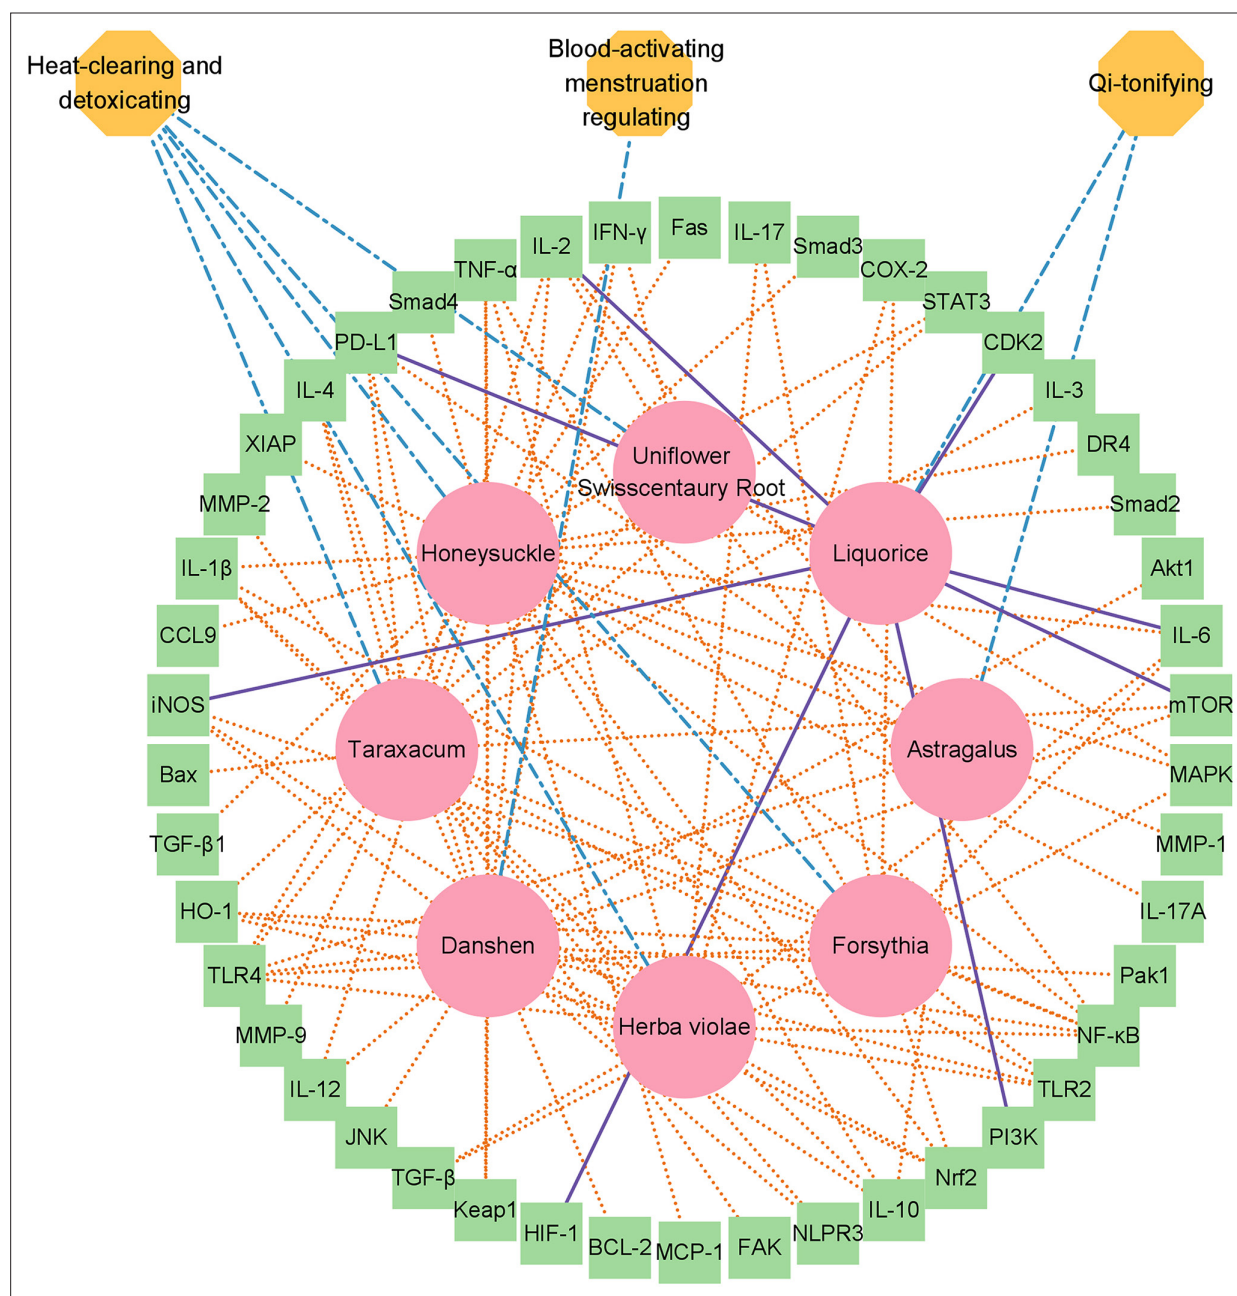 Heat-clearing and
detoxicating
Blood-activating
menstruation
regulating
Qi-tonifying
IL-2
IFN-γ
Fas
IL-17
Smad3
TNF-α
COX-2
Smad4
STAT3
PD-L1
CDK2
IL-4
IL-3
XIAP
DR4
MMP-2
Smad2
IL-1β
Akt1
CCL9
IL-6
iNOS
mTOR
Bax
MAPK
TGF-β1
MMP-1
HO-1
IL-17A
TLR4
Pak1
MMP-9
NF-κB
IL-12
TLR2
JNK
PI3K
TGF-β
Nrf2
Keap1
IL-10
HIF-1
BCL-2
MCP-1
FAK
NLPR3
Uniflower
Swisscentaury Root
Honeysuckle
Liquorice
Taraxacum
Astragalus
Danshen
Forsythia
Herba violae